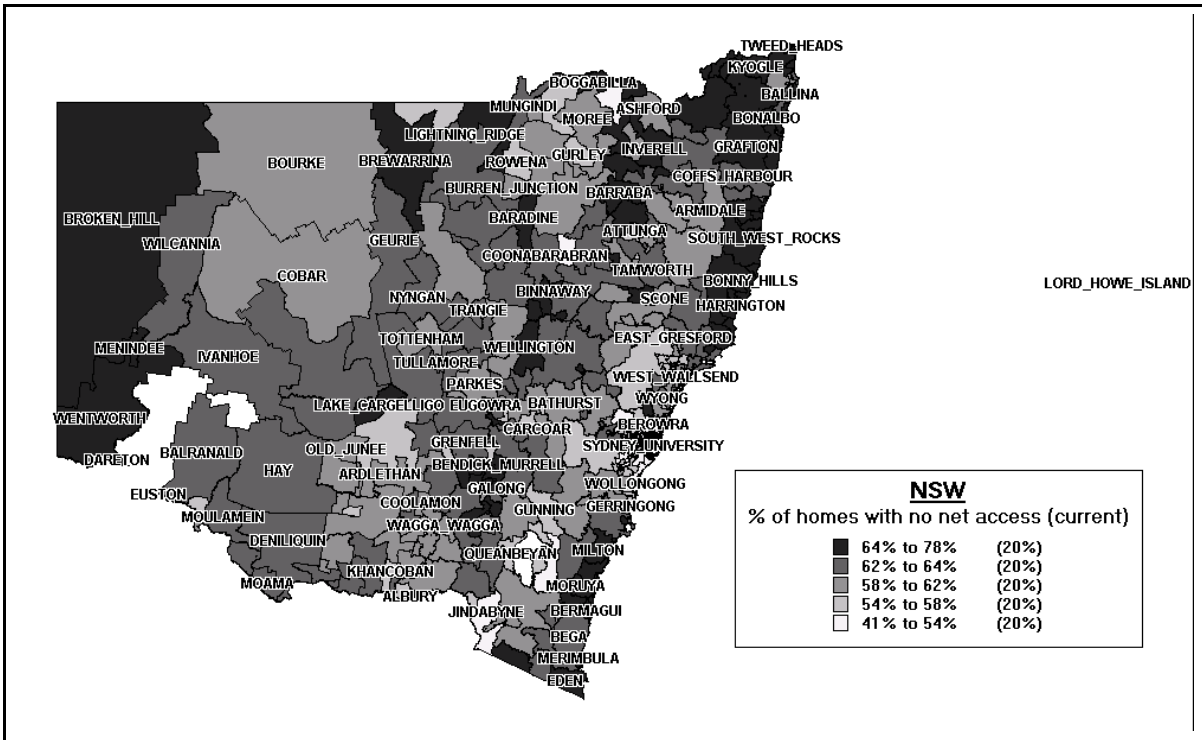 TWEED_HEADS
KYOGLE
BOGGABILLA
BALLINA
MUNGINDI
ASHFORD
MOREE
BONALBO
LIGHTNING_RIDGE
INVERELL
GRAFTON
BOURKE
BREWARRINA
ROWENA
GURLEY
COFFS_HARBOUR
BURREN_JUNCTION
BARRABA
ARMIDALE
BROKEN_HILL
BARADINE
ATTUNGA
WILCANNIA
GEURIE
SOUTH_WEST_ROCKS
COONABARABRAN
TAMWORTH
COBAR
BONNY_HILLS
LORD_HOWE_ISLAND
BINNAWAY
NYNGAN
SCONE
HARRINGTON
TRANGIE
TOTTENHAM
EAST_GRESFORD
MENINDEE
IVANHOE
WELLINGTON
TULLAMORE
WEST_WALLSEND
PARKES
WYONG
LAKE_CARGELLIGO
EUGOWRA
BATHURST
WENTWORTH
BEROWRA
CARCOAR
GRENFELL
SYDNEY_UNIVERSITY
OLD_JUNEE
DARETON
BALRANALD
HAY
ARDLETHAN
BENDICK_MURRELL
WOLLONGONG
GALONG
EUSTON
COOLAMON
GERRINGONG
GUNNING
MOULAMEIN
WAGGA_WAGGA
DENILIQUIN
QUEANBEYAN
MILTON
KHANCOBAN
MOAMA
MORUYA
ALBURY
JINDABYNE
BERMAGUI
BEGA
MERIMBULA
EDEN
NSW
% of homes with no net access (current)
64% to 78% (20%)
62% to 64% (20%)
58% to 62% (20%)
54% to 58% (20%)
41% to 54% (20%)